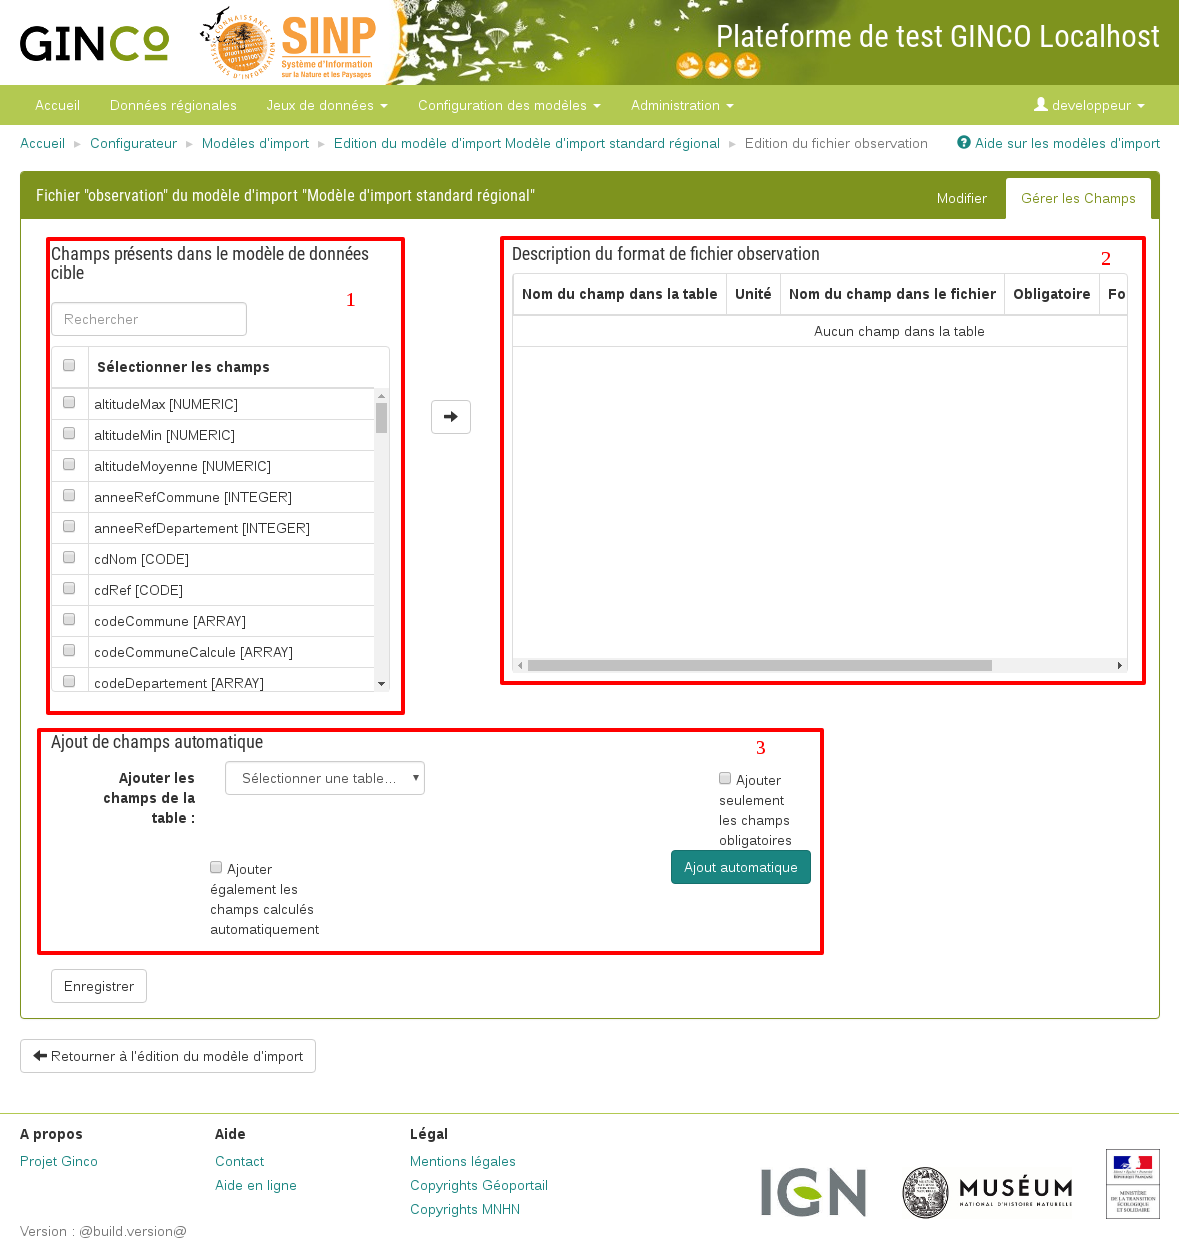 GINCO
CONNAISSANCE
SYSTÈMES D'INFORMATION
SINP
Système d'Information
sur la Nature et les Paysages
Plateforme de test GINCO Localhost
Accueil Données régionales Jeux de données Configuration des modèles Administration developpeur
Accueil Configurateur Modèles d'import Edition du modèle d'import Modèle d'import standard régional Edition du fichier observation Aide sur les modèles d'import
Fichier "observation" du modèle d'import "Modèle d'import standard régional" Modifier Gérer les Champs
Champs présents dans le modèle de données
cible
1
Rechercher
Sélectionner les champs
altitudeMax [NUMERIC]
altitudeMin [NUMERIC]
altitudeMoyenne [NUMERIC]
anneeRefCommune [INTEGER]
anneeRefDepartement [INTEGER]
cdNom [CODE]
cdRef [CODE]
codeCommune [ARRAY]
codeCommuneCalcule [ARRAY]
codeDepartement [ARRAY]
Description du format de fichier observation
2
Nom du champ dans la table Unité Nom du champ dans le fichier Obligatoire Fo
Aucun champ dans la table
Ajout de champs automatique
3
Ajouter les
champs de la
table :
Sélectionner une table...
Ajouter
seulement
les champs
obligatoires
Ajout automatique
Ajouter
également les
champs calculés
automatiquement
Enregistrer
Retourner à l'édition du modèle d'import
A propos
Projet Ginco
Aide
Contact
Aide en ligne
Légal
Mentions légales
Copyrights Géoportail
Copyrights MNHN
IGN
MUSÉUM
NATIONAL D'HISTOIRE NATURELLE
RÉPUBLIQUE FRANÇAISE
MINISTÈRE
DE LA TRANSITION
ÉCOLOGIQUE
ET SOLIDAIRE
Version : @build.version@